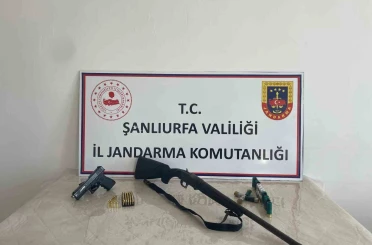 T.C.
ŞANLIURFA VALİLİĞİ
İL JANDARMA KOMUTANLIĞI